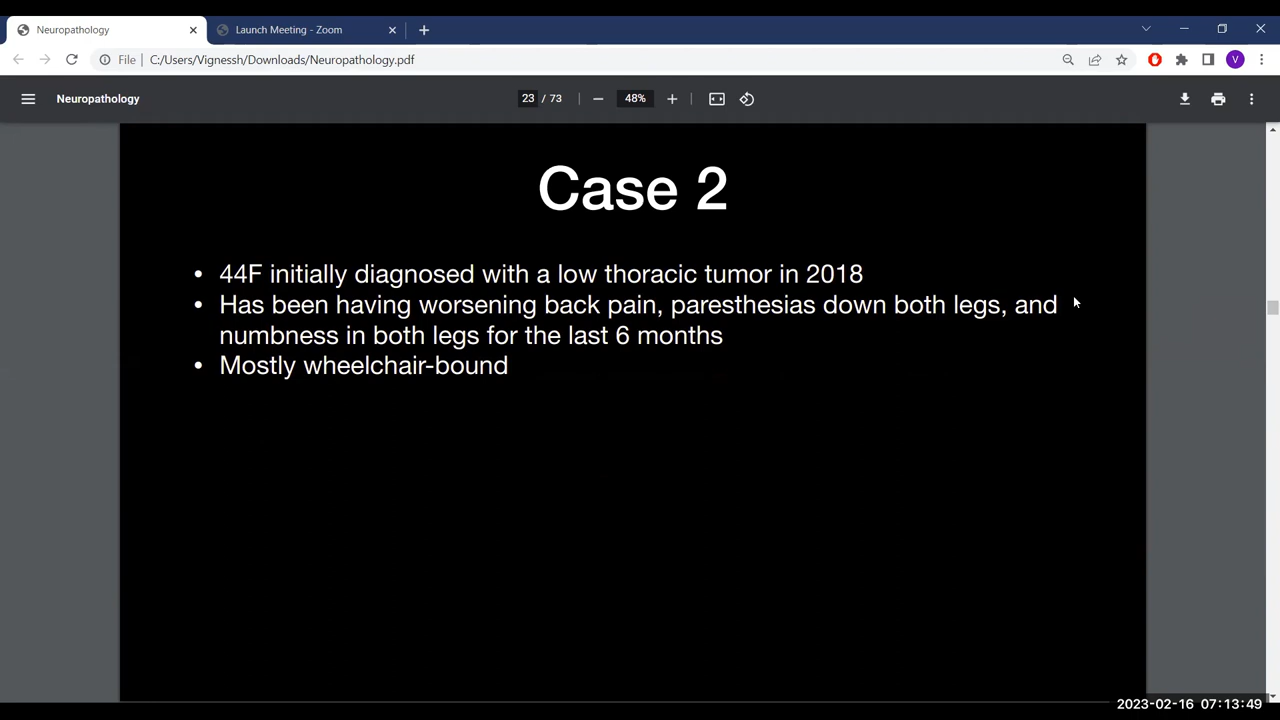 Neuropathology
Launch Meeting - Zoom
File
C:/Users/Vignessh/Downloads/Neuropathology.pdf
V
Neuropathology
23 / 73
48%
Case 2
• 44F initially diagnosed with a low thoracic tumor in 2018
• Has been having worsening back pain, paresthesias down both legs, and
numbness in both legs for the last 6 months
• Mostly wheelchair-bound
2023-02-16 07:13:49